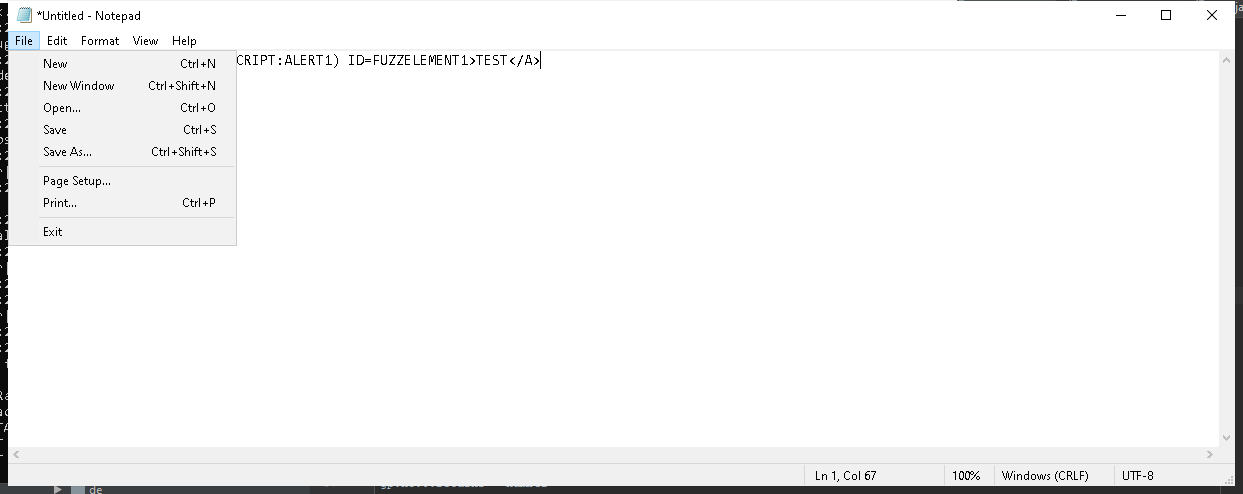 *Untitled - Notepad
File Edit Format View Help
CRIPT:ALERT1) ID=FUZZELEMENT1>TEST</A>
New Ctrl+N
New Window Ctrl+Shift+N
Open... Ctrl+O
Save Ctrl+S
Save As... Ctrl+Shift+S
Page Setup...
Print... Ctrl+P
Exit
Ln 1, Col 67 100% Windows (CRLF) UTF-8
de